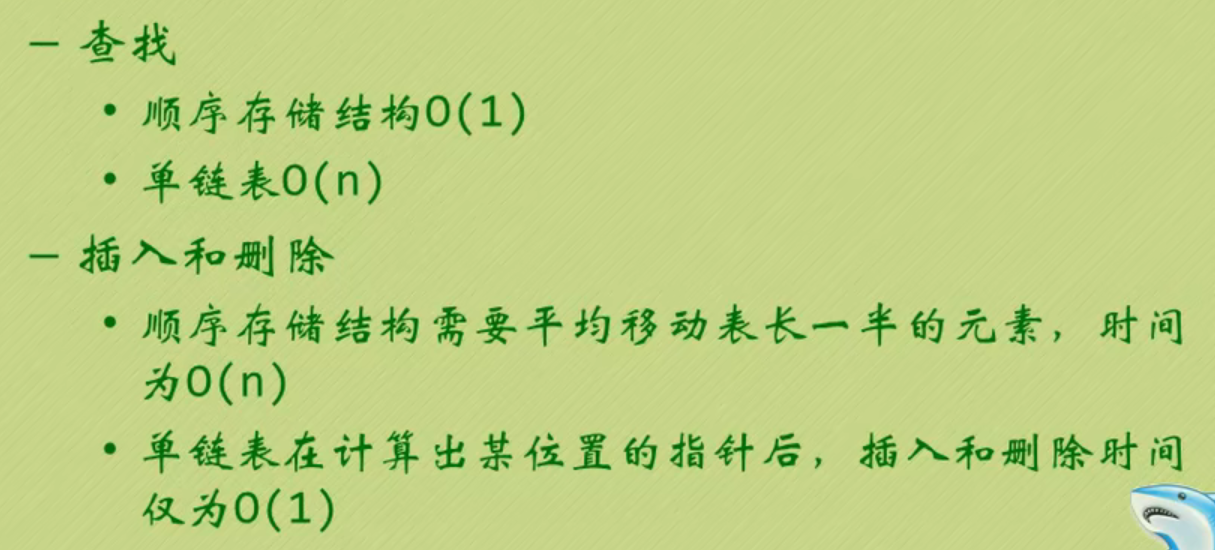 – 查找
• 顺序存储结构O(1)
• 单链表O(n)
– 插入和删除
• 顺序存储结构需要平均移动表长一半的元素，时间
为O(n)
• 单链表在计算出某位置的指针后，插入和删除时间
仅为O(1)